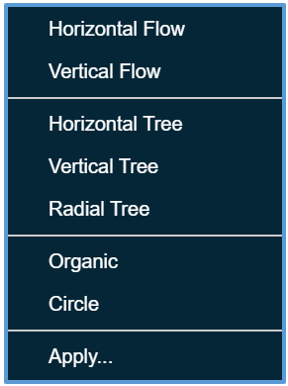 Horizontal Flow
Vertical Flow
Horizontal Tree
Vertical Tree
Radial Tree
Organic
Circle
Apply...